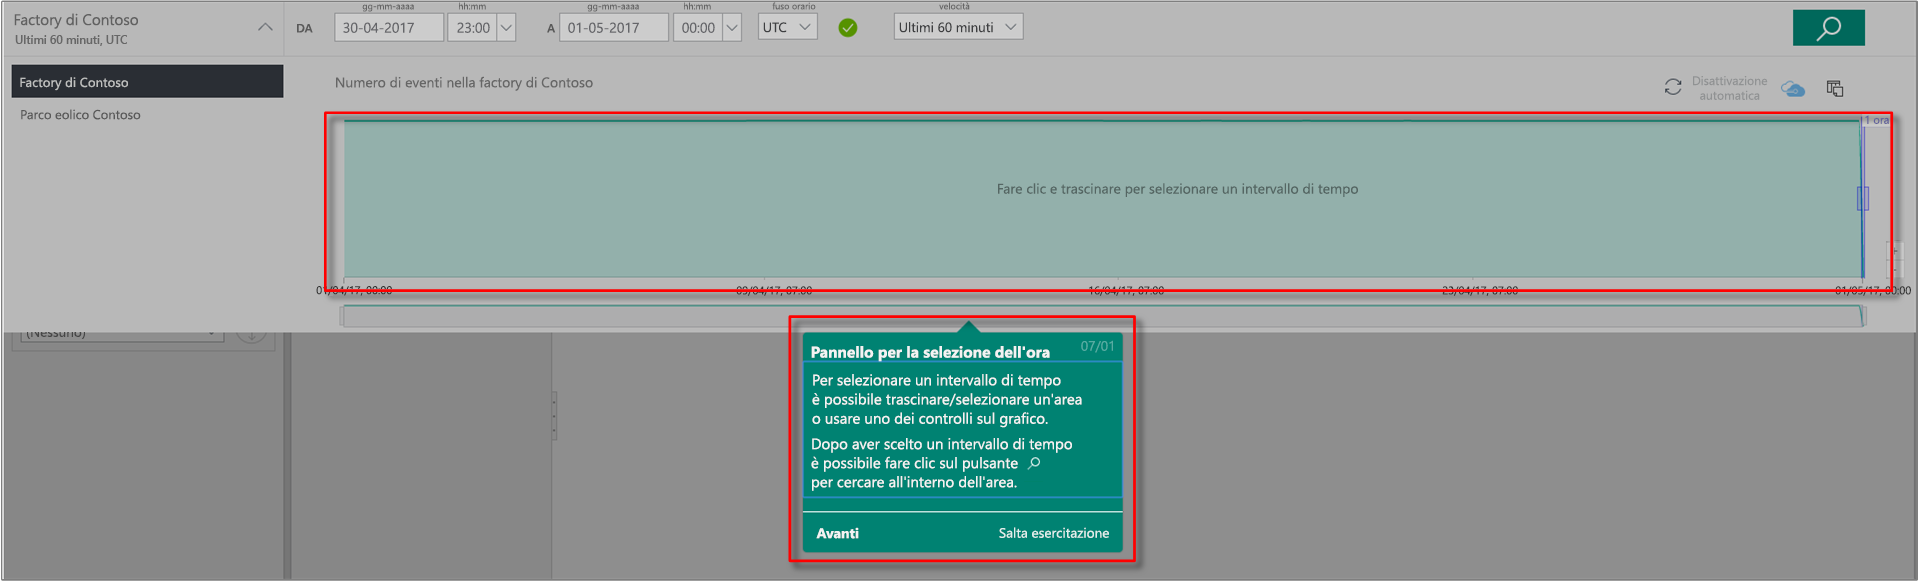 Factory di Contoso
Ultimi 60 minuti, UTC
gg-mm-aaaa
hh:mm
gg-mm-aaaa
hh:mm
fuso orario
velocità
DA
30-04-2017
23:00
A
01-05-2017
00:00
UTC
Ultimi 60 minuti
Factory di Contoso
Parco eolico Contoso
Numero di eventi nella factory di Contoso
Disattivazione
automatica
1 ora
Fare clic e trascinare per selezionare un intervallo di tempo
01/04/17, 00:00
09/04/17, 07:00
16/04/17, 07:00
23/04/17, 07:00
01/05/17, 00:00
(Nessuno)
Pannello per la selezione dell'ora
07/01
Per selezionare un intervallo di tempo
è possibile trascinare/selezionare un'area
o usare uno dei controlli sul grafico.
Dopo aver scelto un intervallo di tempo
è possibile fare clic sul pulsante
per cercare all'interno dell'area.
Avanti
Salta esercitazione